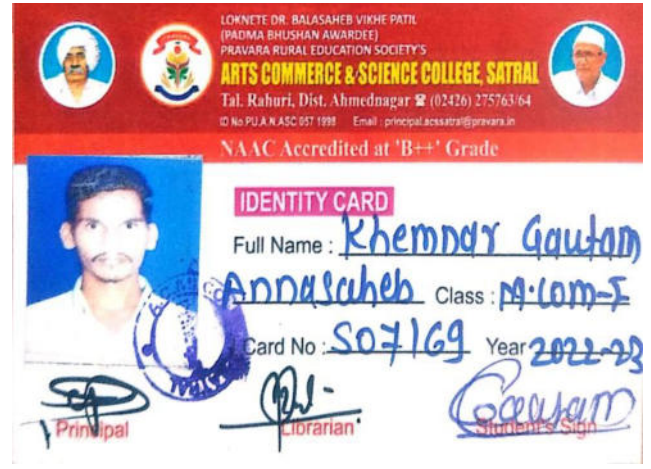 LOKNETE DR. BALASAHEB VIKHE PATIL
(PADMA BHUSHAN AWARDEE)
PRAVARA RURAL EDUCATION SOCIETY'S
ARTS COMMERCE & SCIENCE COLLEGE, SATRAL
Tal. Rahuri, Dist. Ahmednagar ☎ (02426) 275763/64
ID No PU.A.N.ASC 057 1998 Email : principal.acssatral@pravara.in
NAAC Accredited at 'B++' Grade
IDENTITY CARD
Full Name : Khemnar Gautam
Annasaheb Class : M.com-I
Card No : S07169 Year 2022-23
Principal Librarian Student's Sign